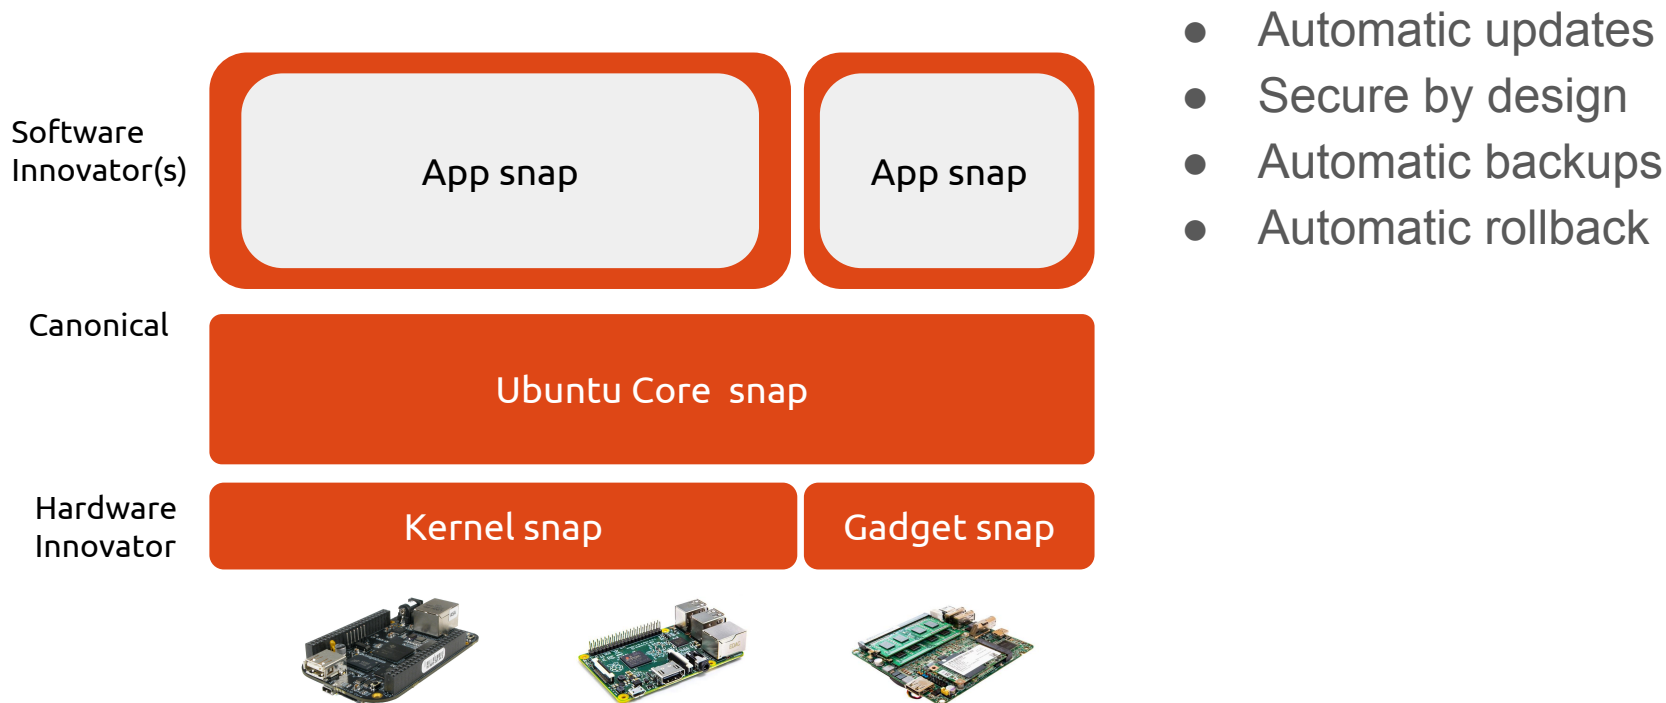 Software
Innovator(s)
App snap
App snap
Canonical
Ubuntu Core  snap
Hardware
Innovator
Kernel snap
Gadget snap
● Automatic updates
● Secure by design
● Automatic backups
● Automatic rollback